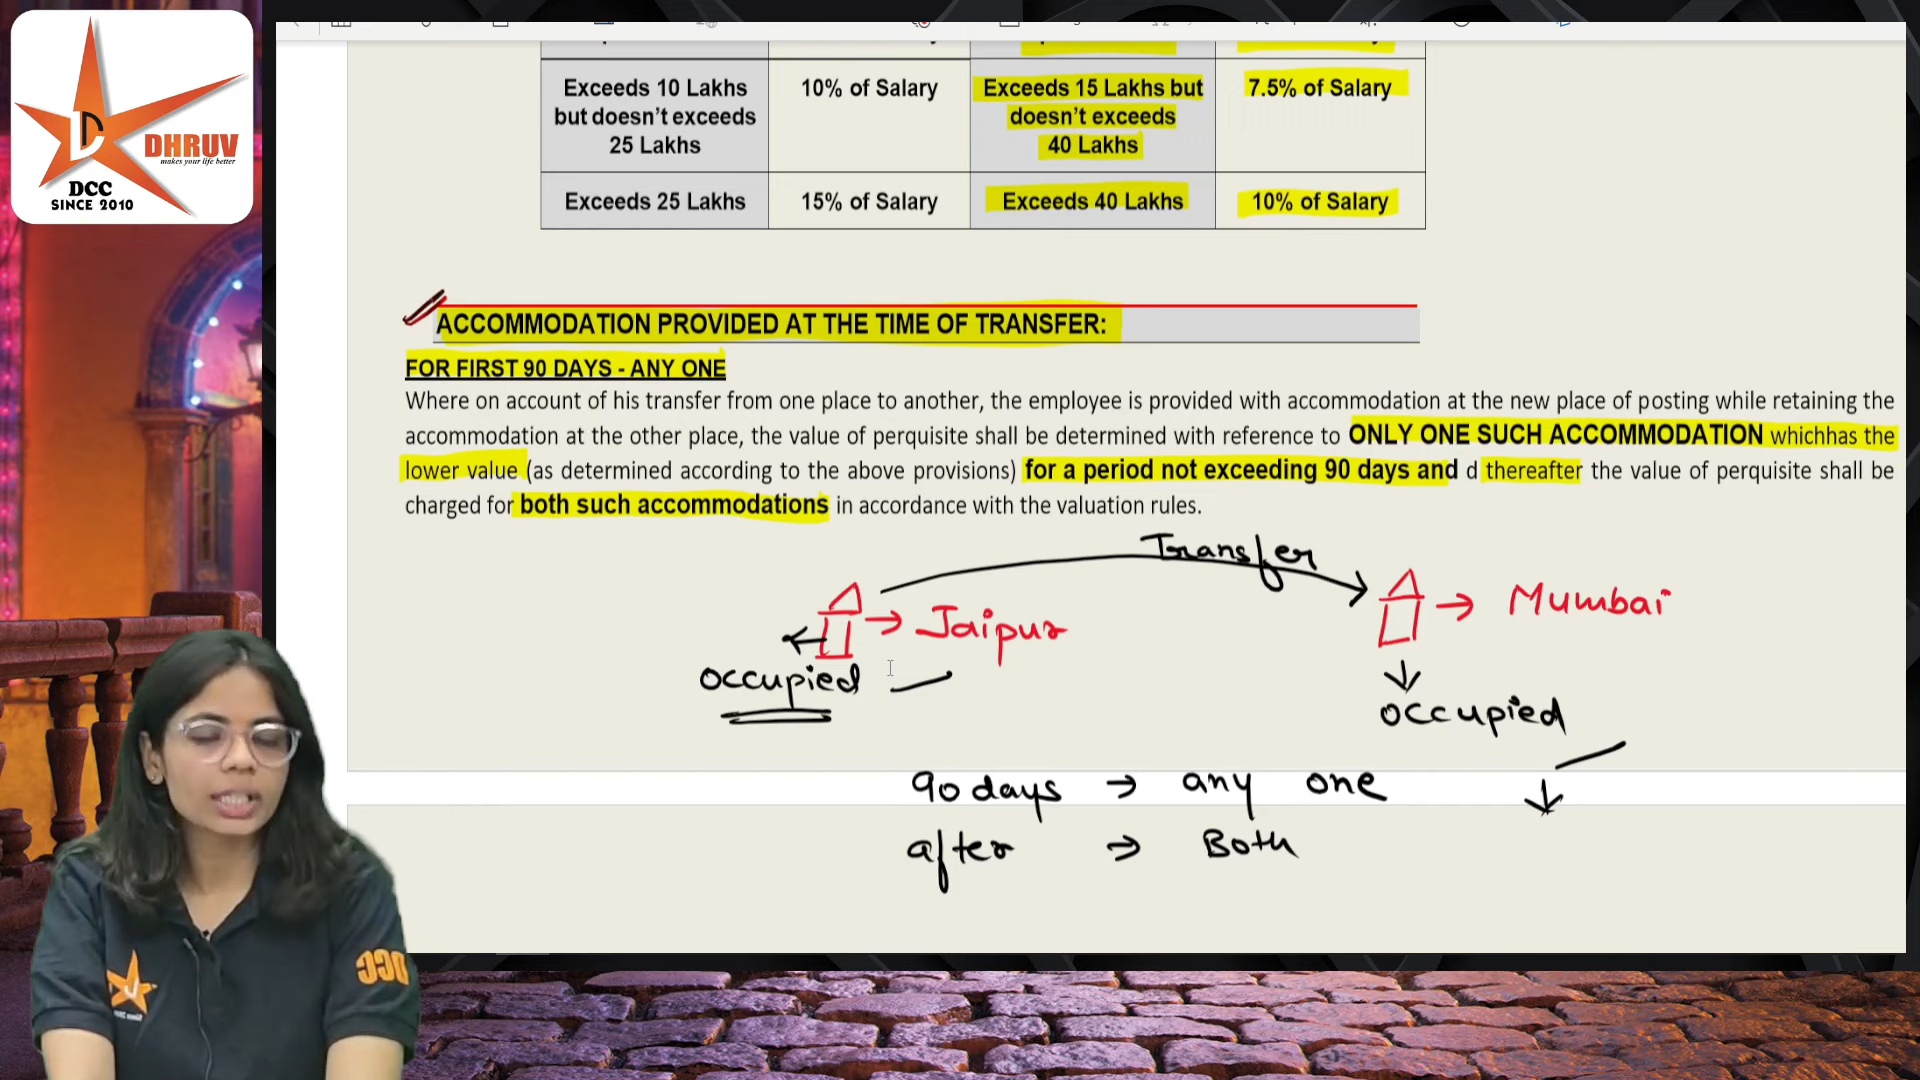 DHRUV
makes your life better
DCC
SINCE 2010
Exceeds 10 Lakhs but doesn't exceeds 25 Lakhs 10% of Salary Exceeds 15 Lakhs but doesn't exceeds 40 Lakhs 7.5% of Salary
Exceeds 25 Lakhs 15% of Salary Exceeds 40 Lakhs 10% of Salary
ACCOMMODATION PROVIDED AT THE TIME OF TRANSFER:
FOR FIRST 90 DAYS - ANY ONE
Where on account of his transfer from one place to another, the employee is provided with accommodation at the new place of posting while retaining the
accommodation at the other place, the value of perquisite shall be determined with reference to ONLY ONE SUCH ACCOMMODATION whichhas the
lower value (as determined according to the above provisions) for a period not exceeding 90 days and d thereafter the value of perquisite shall be
charged for both such accommodations in accordance with the valuation rules.
Transfer
Jaipur
Mumbai
occupied
occupied
90 days → any one
after → Both